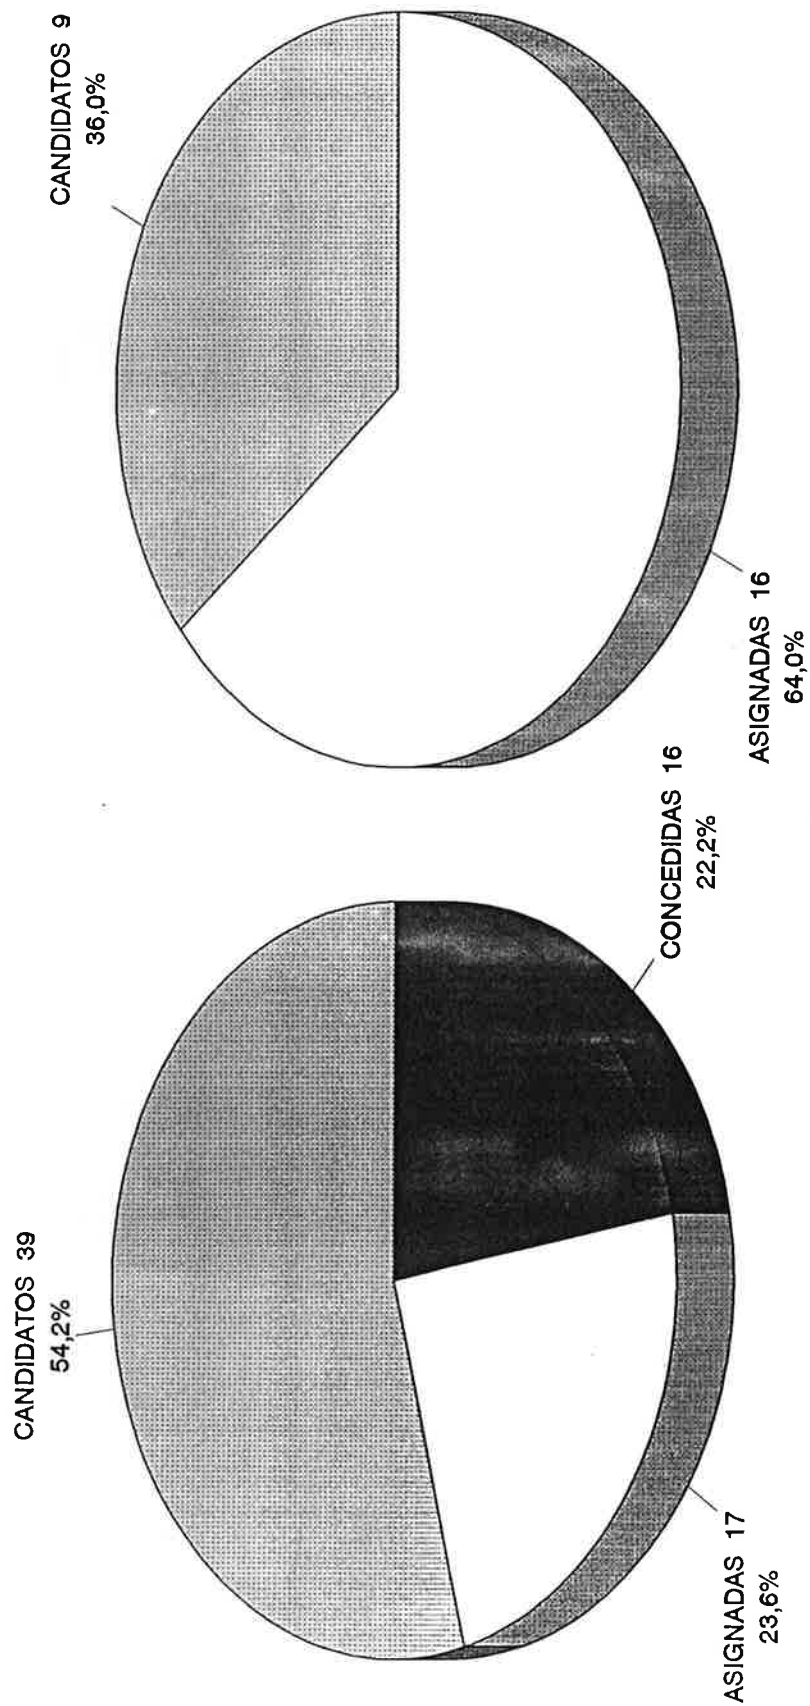 CANDIDATOS 39
54,2%
CONCEDIDAS 16
22,2%
ASIGNADAS 17
23,6%
CANDIDATOS 9
36,0%
ASIGNADAS 16
64,0%